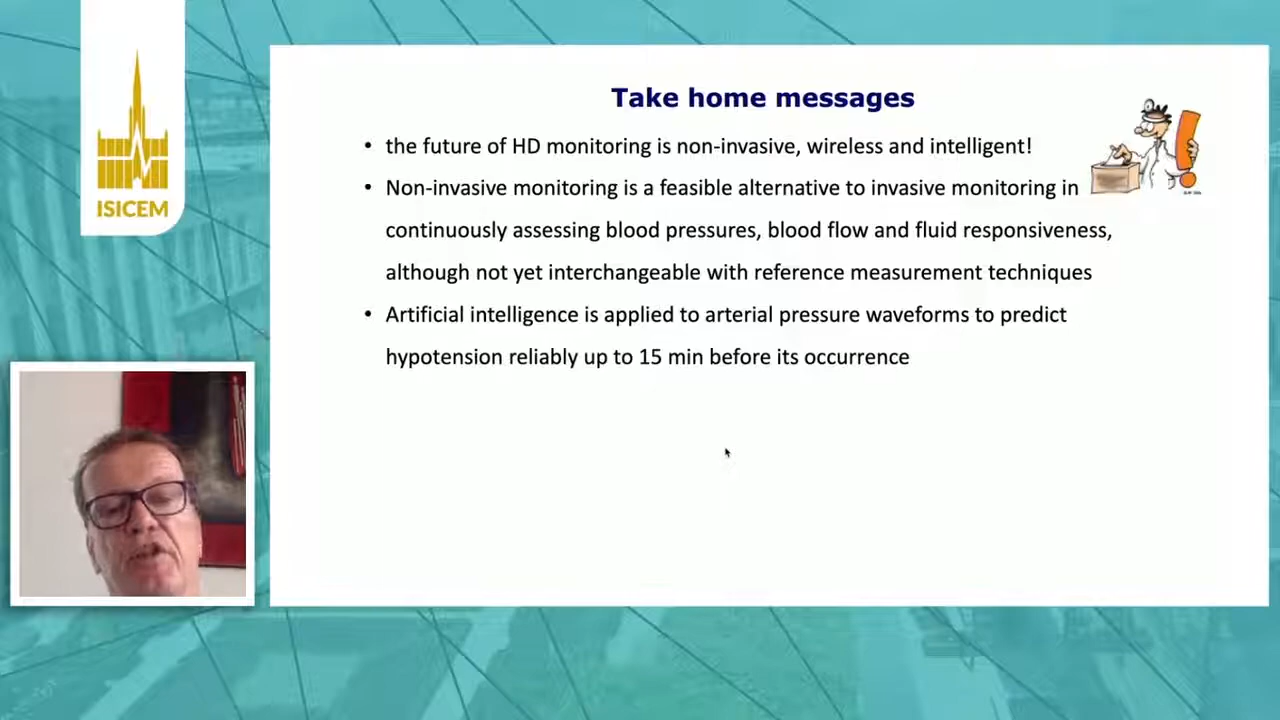 ISICEM
Take home messages
• the future of HD monitoring is non-invasive, wireless and intelligent!
• Non-invasive monitoring is a feasible alternative to invasive monitoring in
continuously assessing blood pressures, blood flow and fluid responsiveness,
although not yet interchangeable with reference measurement techniques
• Artificial intelligence is applied to arterial pressure waveforms to predict
hypotension reliably up to 15 min before its occurrence